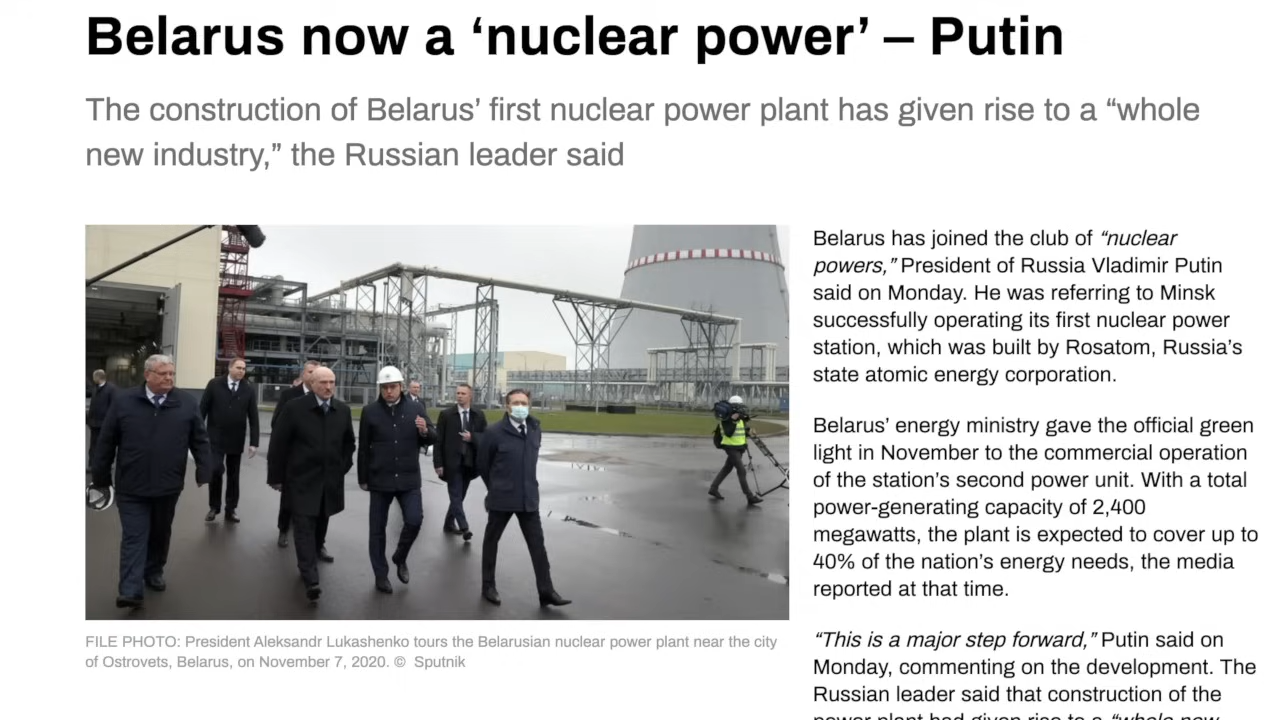 Belarus now a ‘nuclear power’ – Putin
The construction of Belarus’ first nuclear power plant has given rise to a “whole
new industry,” the Russian leader said
FILE PHOTO: President Aleksandr Lukashenko tours the Belarusian nuclear power plant near the city
of Ostrovets, Belarus, on November 7, 2020. © Sputnik
Belarus has joined the club of “nuclear
powers,” President of Russia Vladimir Putin
said on Monday. He was referring to Minsk
successfully operating its first nuclear power
station, which was built by Rosatom, Russia’s
state atomic energy corporation.
Belarus’ energy ministry gave the official green
light in November to the commercial operation
of the station’s second power unit. With a total
power-generating capacity of 2,400
megawatts, the plant is expected to cover up to
40% of the nation’s energy needs, the media
reported at that time.
“This is a major step forward,” Putin said on
Monday, commenting on the development. The
Russian leader said that construction of the
power plant had given rise to a “whole new